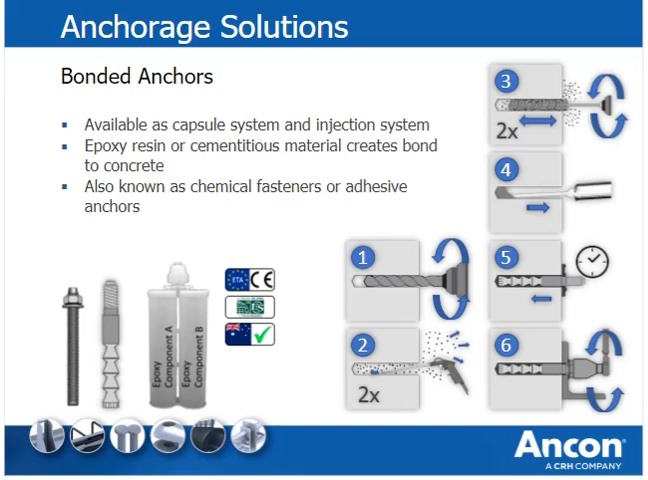 Anchorage Solutions
Bonded Anchors
Available as capsule system and injection system
Epoxy resin or cementitious material creates bond
to concrete
Also known as chemical fasteners or adhesive
anchors
Epoxy
Component A
Epoxy
Component B
ETA CE
1
2
2x
3
2x
4
5
6
Ancon®
A CRH COMPANY